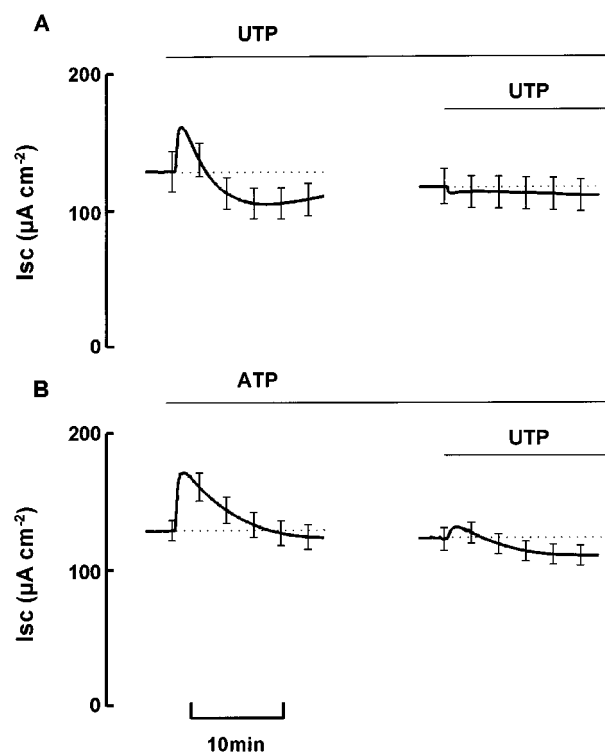 A
UTP
200
UTP
100
Isc (µA cm⁻²)
0
B
ATP
200
UTP
100
Isc (µA cm⁻²)
0
10min